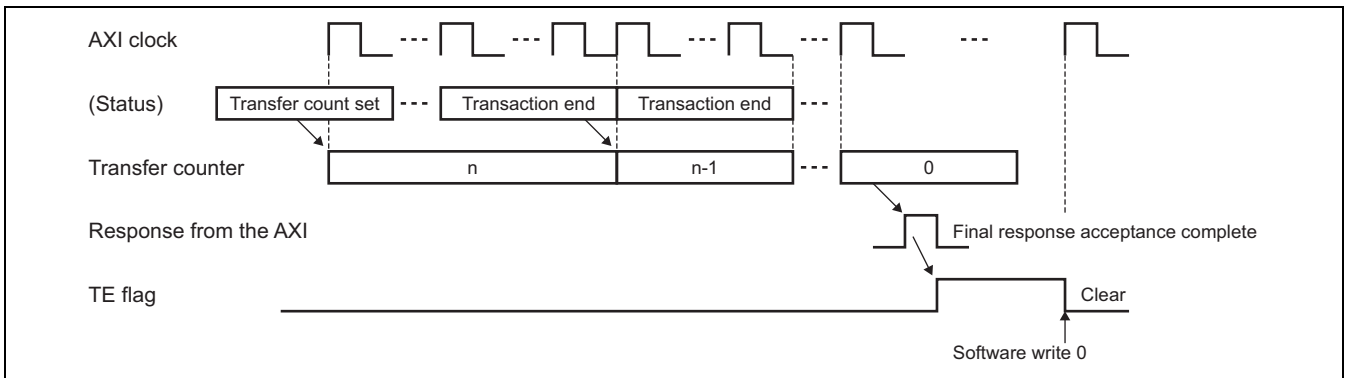 AXI clock
(Status) Transfer count set Transaction end Transaction end
Transfer counter n n-1 0
Response from the AXI Final response acceptance complete
TE flag Clear
Software write 0